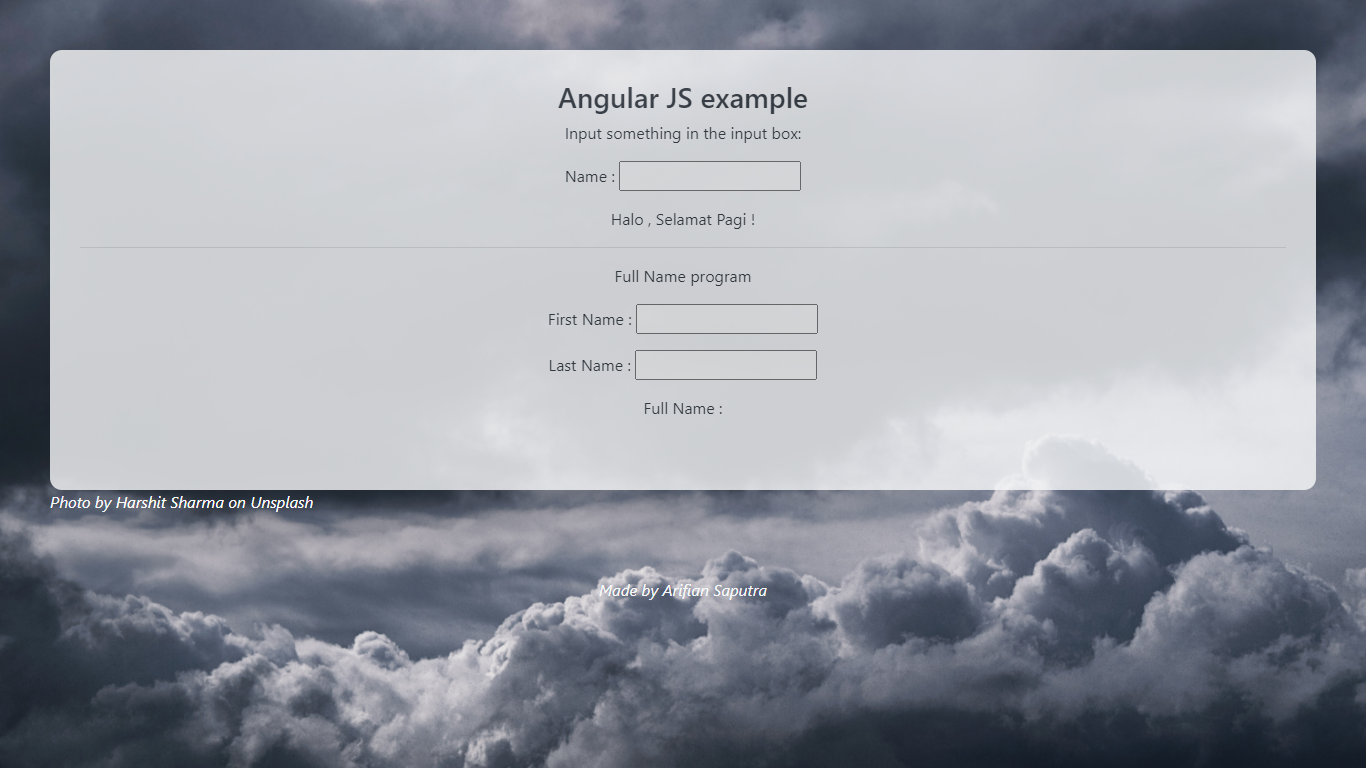 Angular JS example
Input something in the input box:
Name :
Halo , Selamat Pagi !
Full Name program
First Name :
Last Name :
Full Name :
Photo by Harshit Sharma on Unsplash
Made by Arifian Saputra